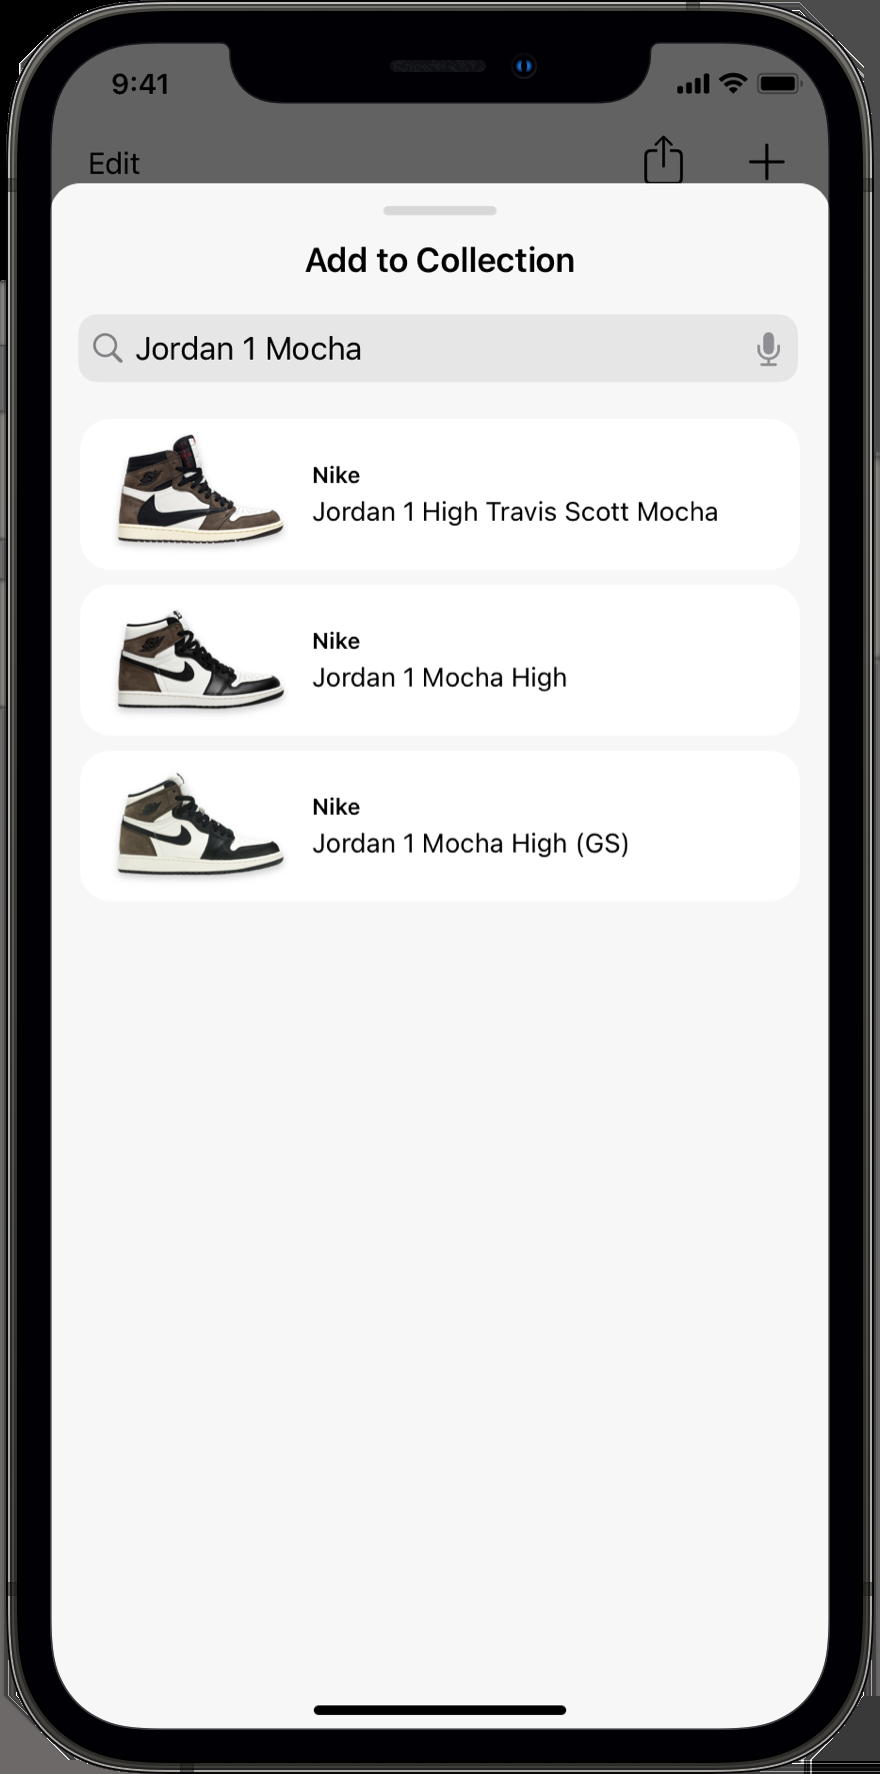 9:41
Edit
Add to Collection
Jordan 1 Mocha
Nike
Jordan 1 High Travis Scott Mocha
Nike
Jordan 1 Mocha High
Nike
Jordan 1 Mocha High (GS)